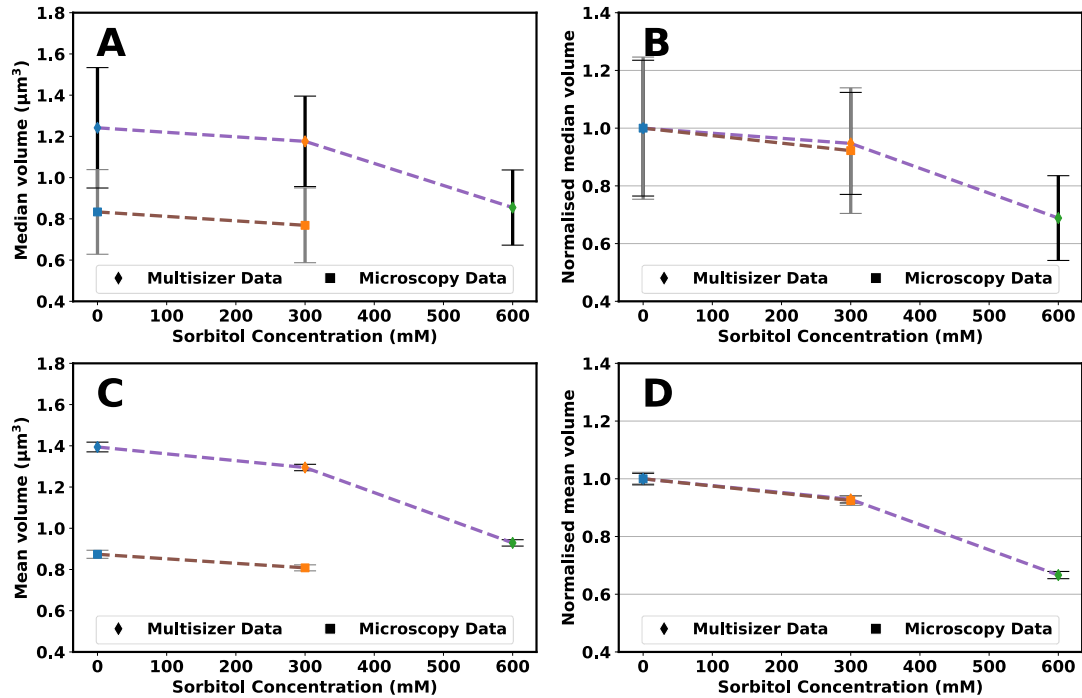 A
Median volume (μm³)
1.8
1.6
1.4
1.2
1.0
0.8
0.6
0.4
Multisizer Data
Microscopy Data
0 100 200 300 400 500 600
Sorbitol Concentration (mM)
B
Normalised median volume
1.4
1.2
1.0
0.8
0.6
0.4
Multisizer Data
Microscopy Data
0 100 200 300 400 500 600
Sorbitol Concentration (mM)
C
Mean volume (μm³)
1.8
1.6
1.4
1.2
1.0
0.8
0.6
0.4
Multisizer Data
Microscopy Data
0 100 200 300 400 500 600
Sorbitol Concentration (mM)
D
Normalised mean volume
1.4
1.2
1.0
0.8
0.6
0.4
Multisizer Data
Microscopy Data
0 100 200 300 400 500 600
Sorbitol Concentration (mM)